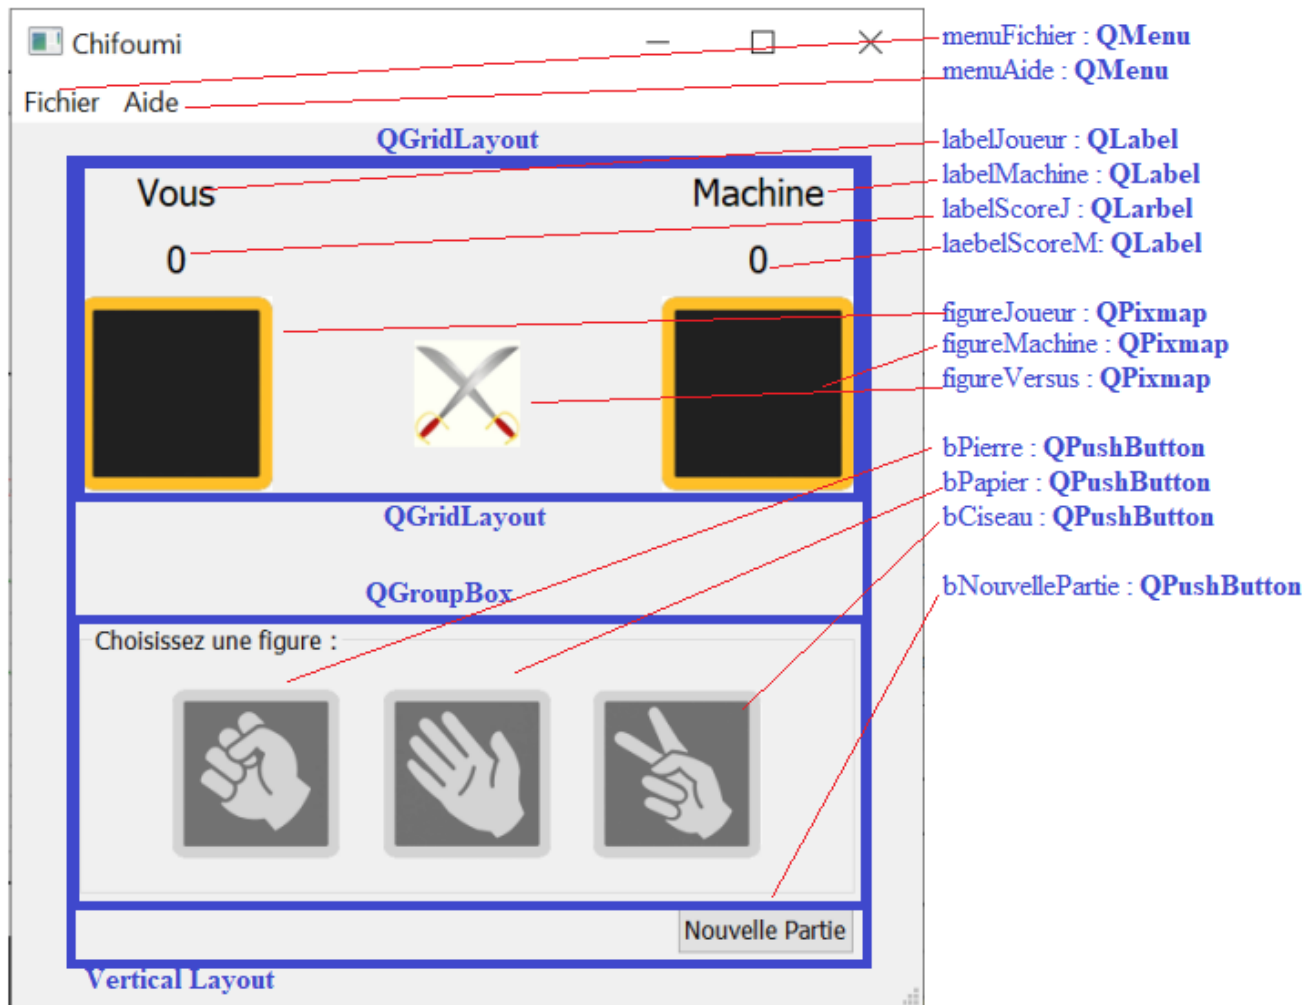 Chifoumi
Fichier Aide
QGridLayout
Vous
Machine
0
0
QGridLayout
QGroupBox
Choisissez une figure :
Nouvelle Partie
Vertical Layout
menuFichier : QMenu
menuAide : QMenu
labelJoueur : QLabel
labelMachine : QLabel
labelScoreJ : QLarbel
laebelScoreM: QLabel
figureJoueur : QPixmap
figureMachine : QPixmap
figureVersus : QPixmap
bPierre : QPushButton
bPapier : QPushButton
bCiseau : QPushButton
bNouvellePartie : QPushButton